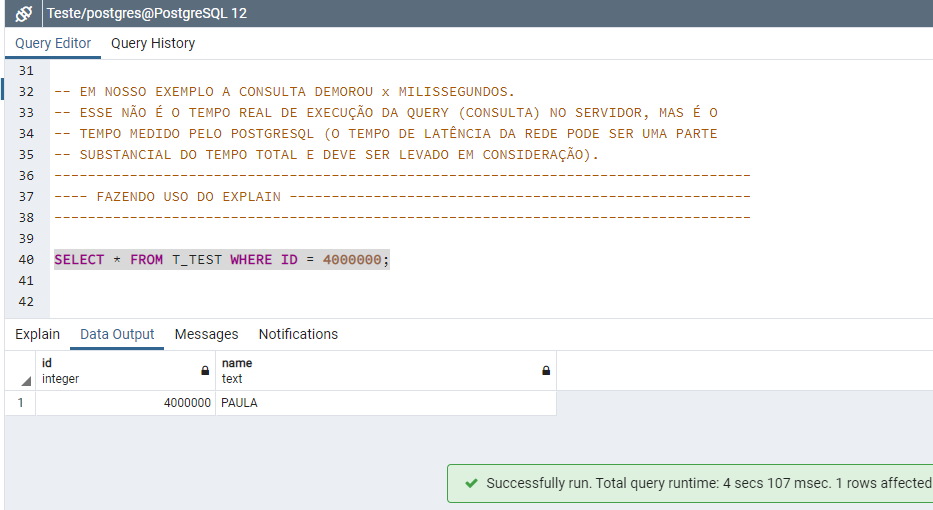 Teste/postgres@PostgreSQL 12
Query Editor Query History
31
32 -- EM NOSSO EXEMPLO A CONSULTA DEMOROU x MILISSEGUNDOS.
33 -- ESSE NÃO É O TEMPO REAL DE EXECUÇÃO DA QUERY (CONSULTA) NO SERVIDOR, MAS É O
34 -- TEMPO MEDIDO PELO POSTGRESQL (O TEMPO DE LATÊNCIA DA REDE PODE SER UMA PARTE
35 -- SUBSTANCIAL DO TEMPO TOTAL E DEVE SER LEVADO EM CONSIDERAÇÃO).
36 -----------------------------------------------------------------------------------
37 ---- FAZENDO USO DO EXPLAIN -------------------------------------------------------
38 -----------------------------------------------------------------------------------
39
40 SELECT * FROM T_TEST WHERE ID = 4000000;
41
42
Explain Data Output Messages Notifications
id name
integer text
1 4000000 PAULA
Successfully run. Total query runtime: 4 secs 107 msec. 1 rows affected